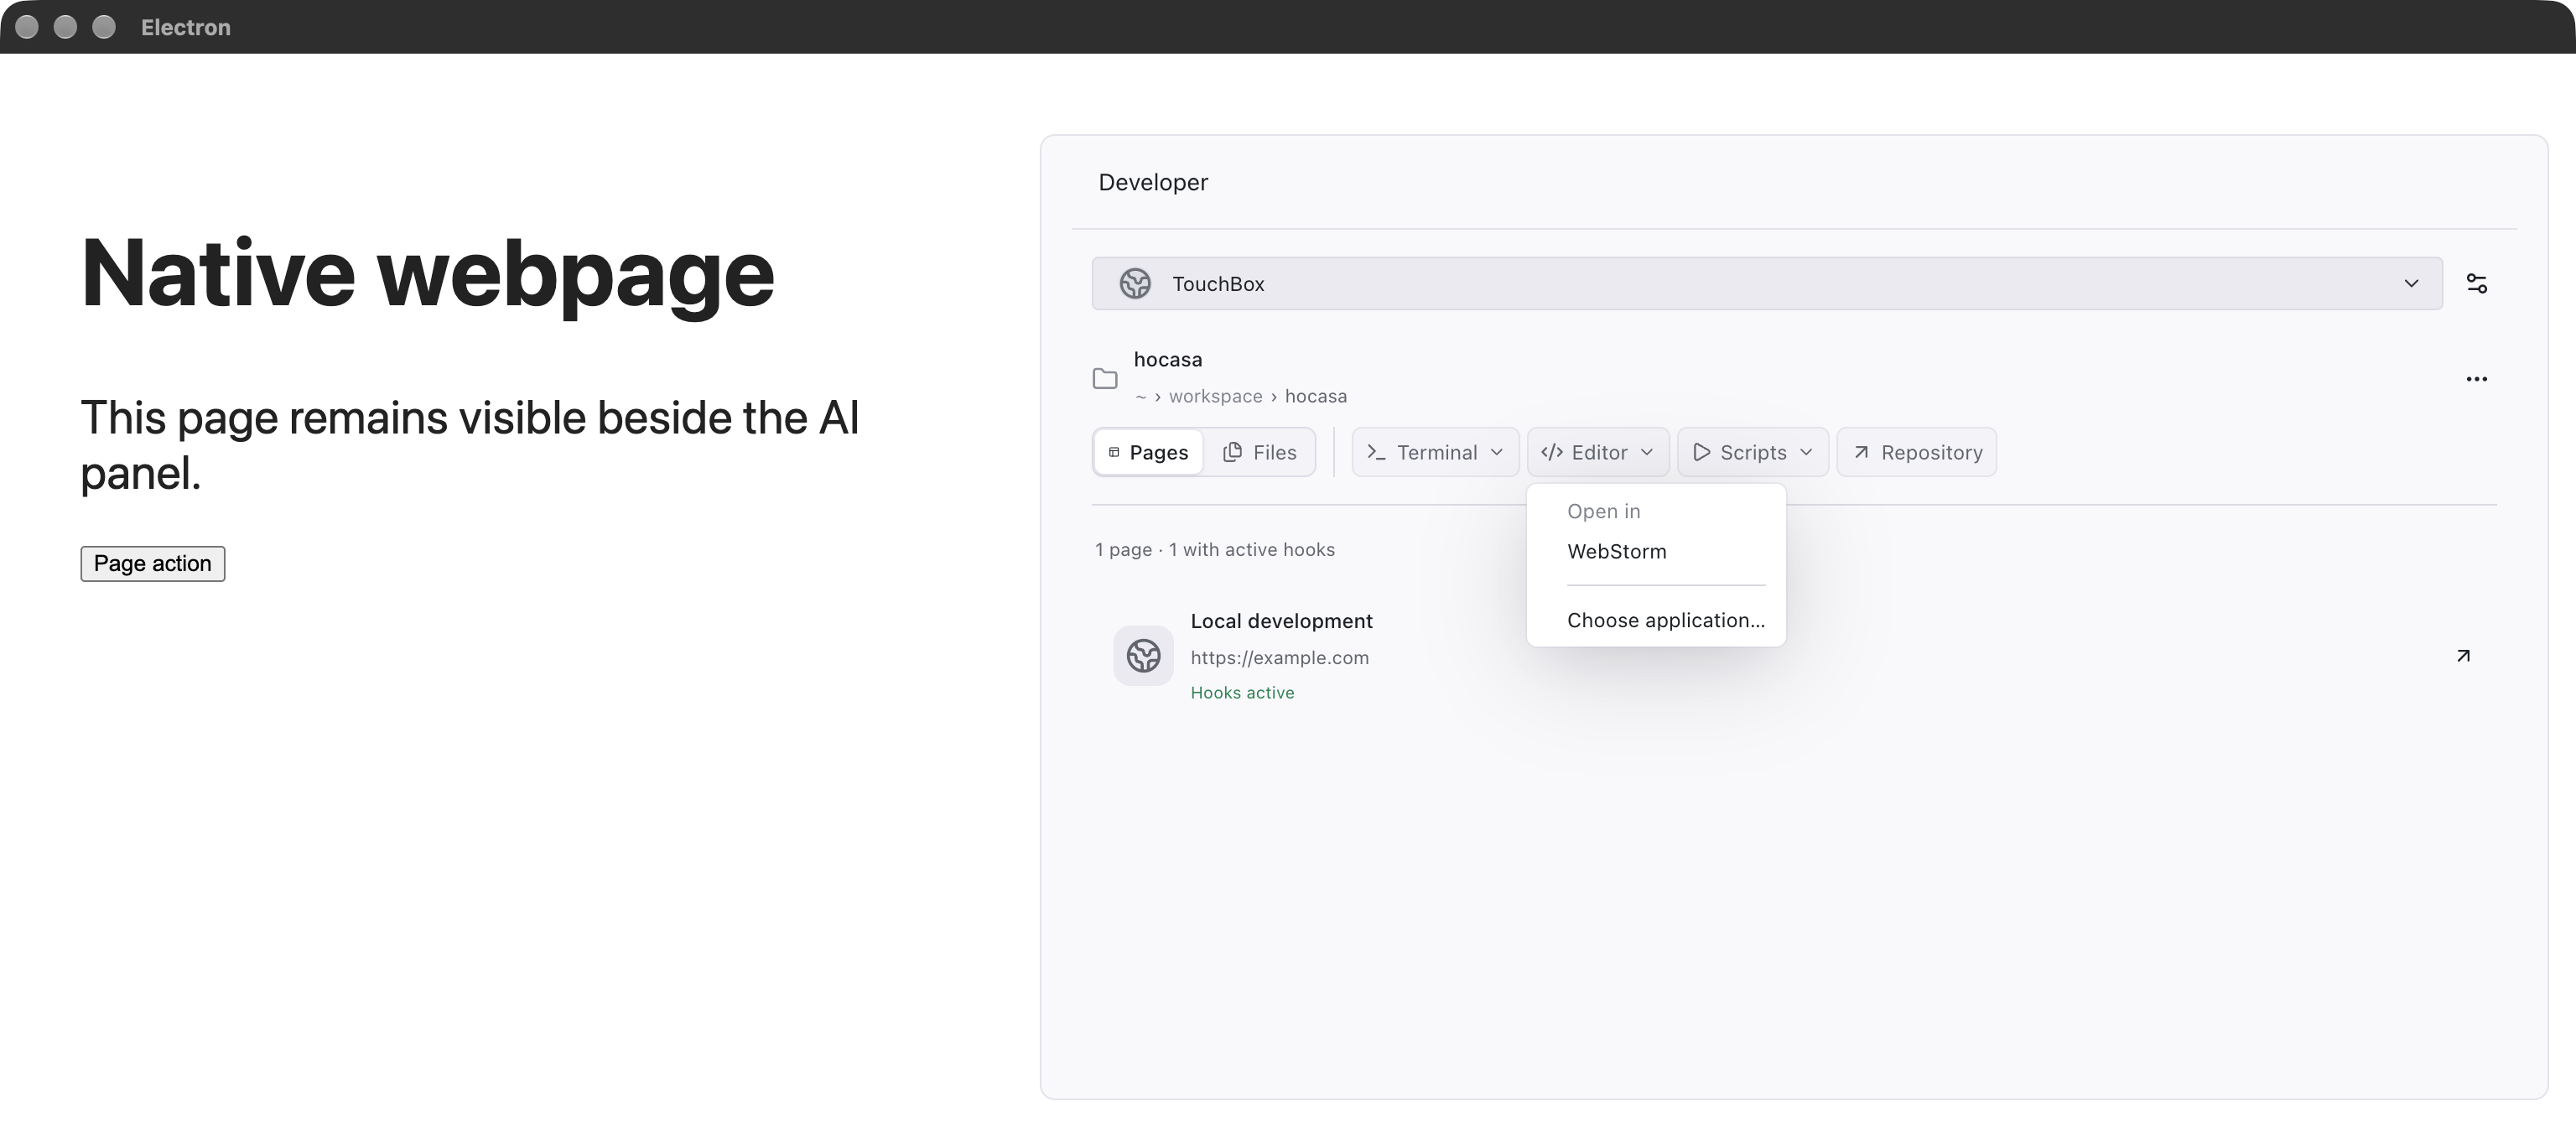 Electron
Native webpage
This page remains visible beside the AI
panel.
Page action
Developer
TouchBox
hocasa
~ › workspace › hocasa
Pages Files Terminal Editor Scripts Repository
Open in
WebStorm
Choose application...
1 page · 1 with active hooks
Local development
https://example.com
Hooks active